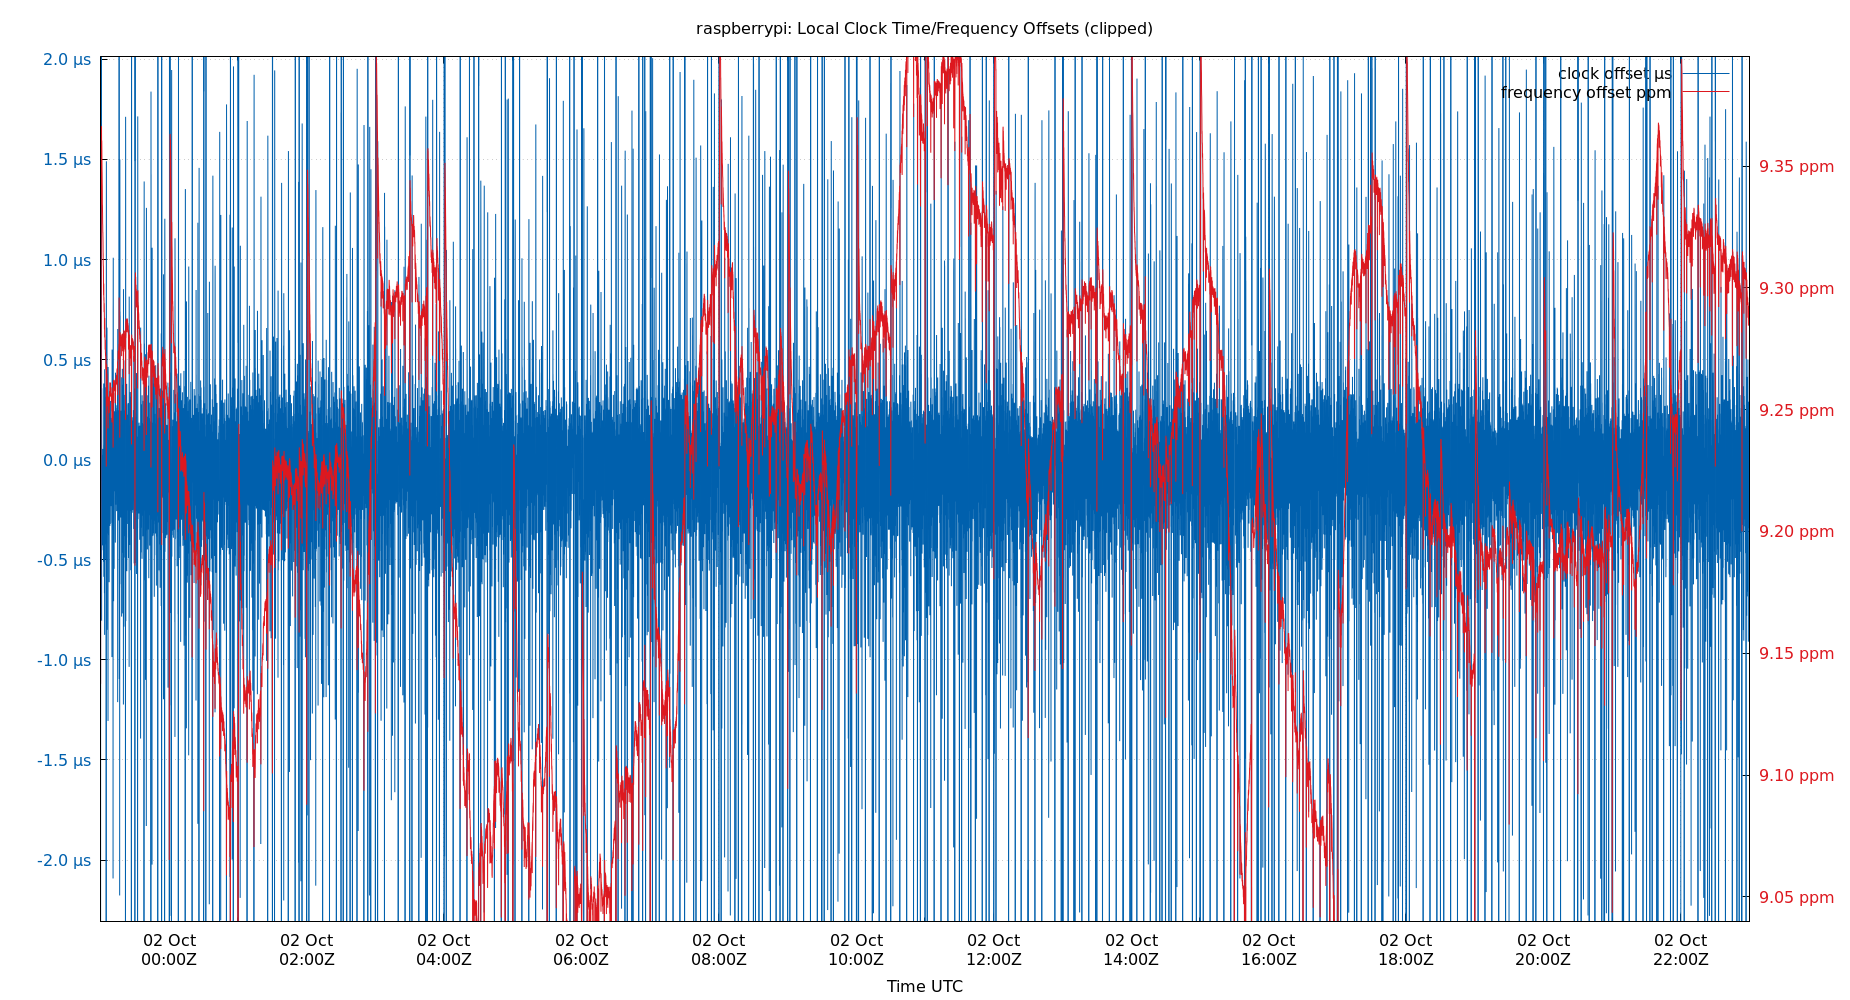 raspberrypi: Local Clock Time/Frequency Offsets (clipped)
clock offset µs
frequency offset ppm
2.0 µs
1.5 µs
1.0 µs
0.5 µs
0.0 µs
-0.5 µs
-1.0 µs
-1.5 µs
-2.0 µs
9.35 ppm
9.30 ppm
9.25 ppm
9.20 ppm
9.15 ppm
9.10 ppm
9.05 ppm
02 Oct 02 Oct 02 Oct 02 Oct 02 Oct 02 Oct 02 Oct 02 Oct 02 Oct 02 Oct 02 Oct 02 Oct
00:00Z 02:00Z 04:00Z 06:00Z 08:00Z 10:00Z 12:00Z 14:00Z 16:00Z 18:00Z 20:00Z 22:00Z
Time UTC